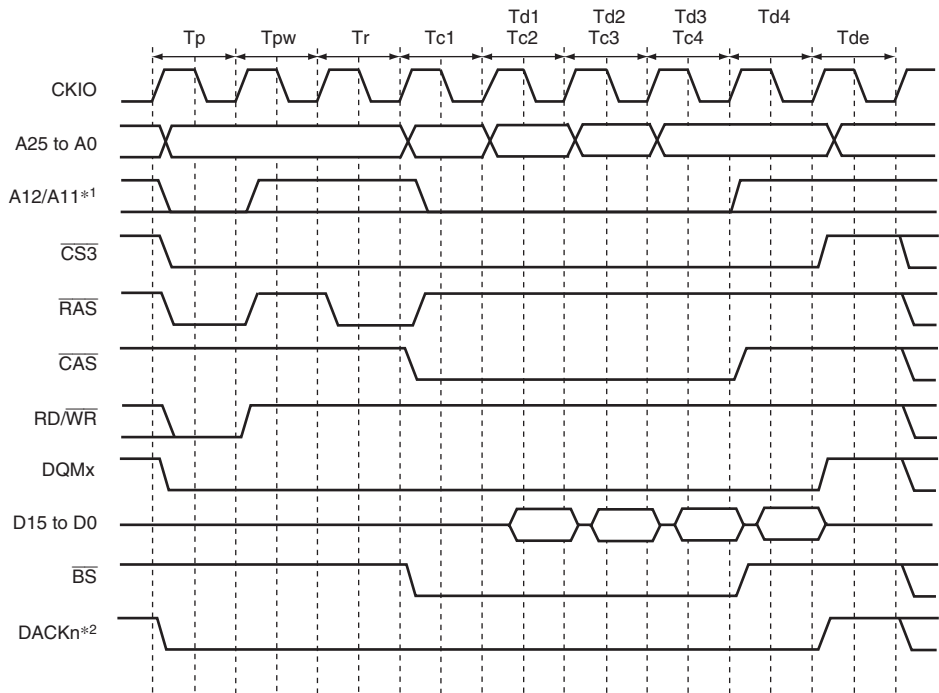 Td1 Td2 Td3 Td4
Tp Tpw Tr Tc1 Tc2 Tc3 Tc4 Tde
CKIO
A25 to A0
A12/A11*1
CS3
RAS
CAS
RD/WR
DQMx
D15 to D0
BS
DACKn*2